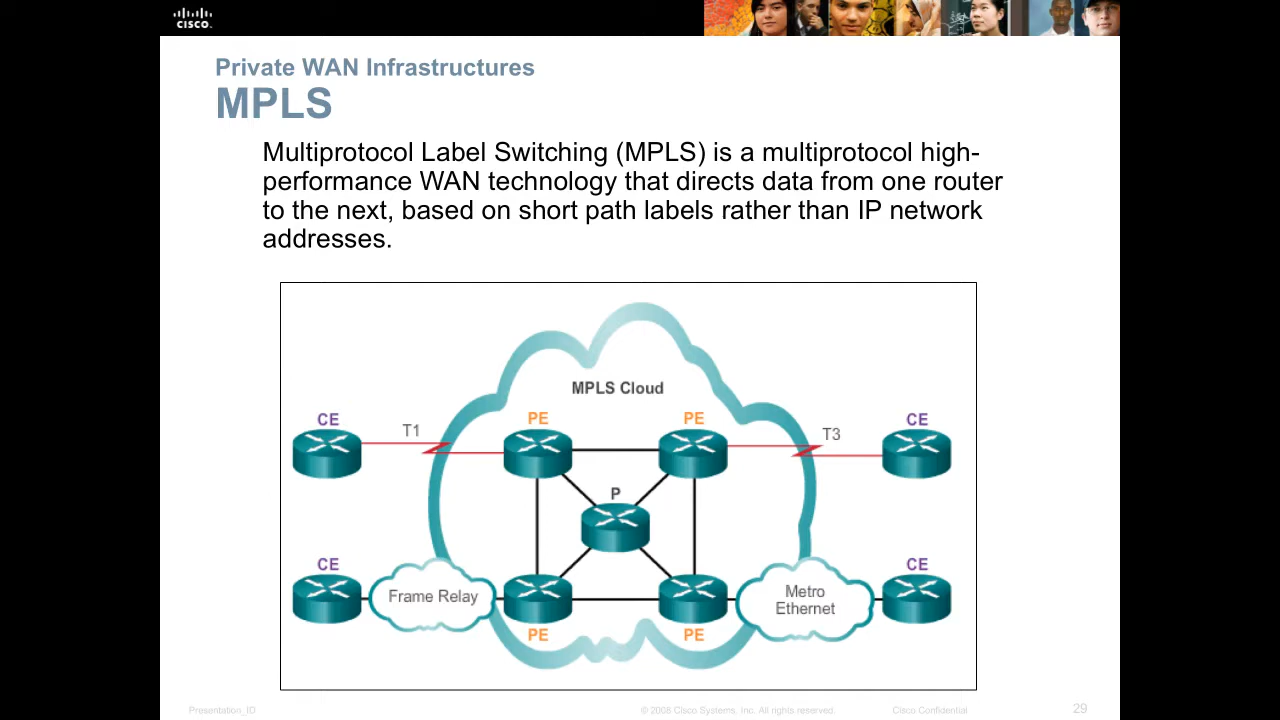 CISCO.
Private WAN Infrastructures
MPLS
Multiprotocol Label Switching (MPLS) is a multiprotocol high-
performance WAN technology that directs data from one router
to the next, based on short path labels rather than IP network
addresses.
MPLS Cloud
CE
T1
PE
PE
T3
CE
P
CE
Frame Relay
PE
PE
Metro
Ethernet
CE
Presentation_ID
© 2008 Cisco Systems, Inc. All rights reserved.
Cisco Confidential
29